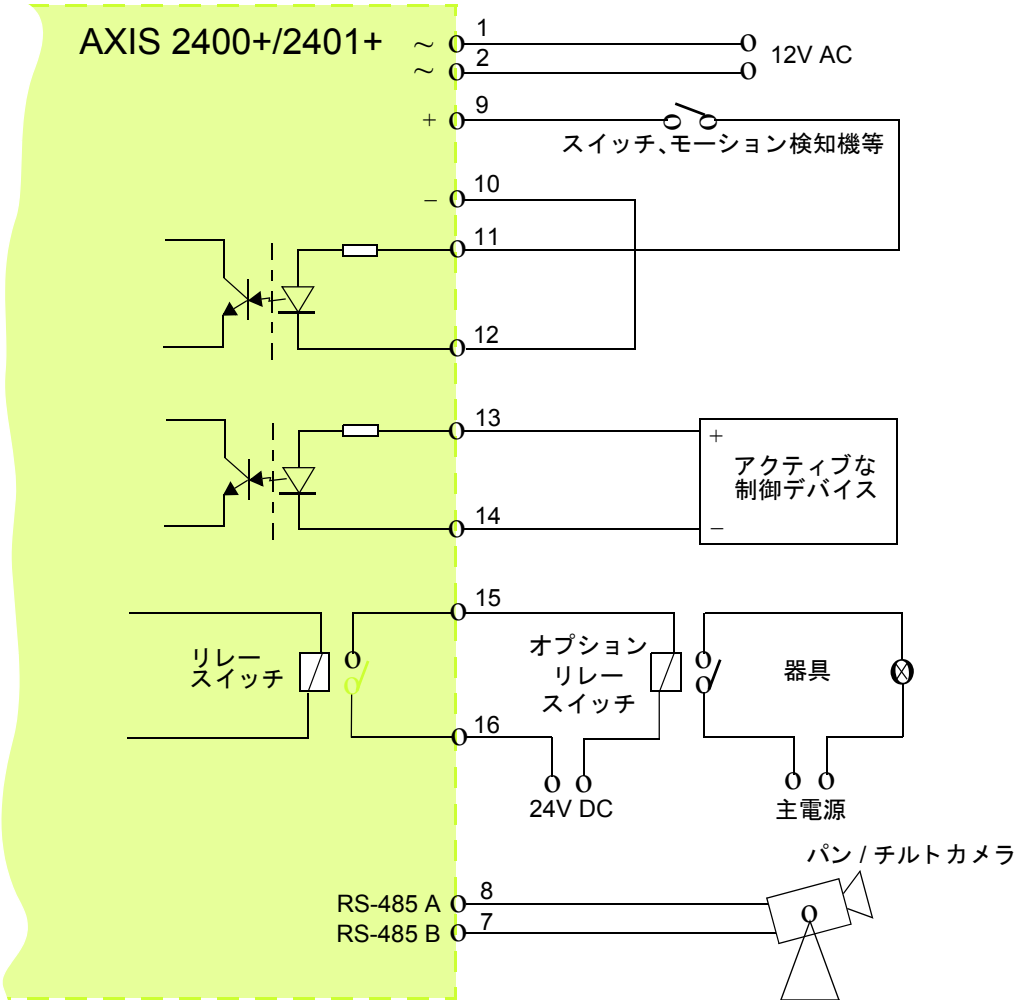 AXIS 2400+/2401+
~ 1
~ 2
12V AC
+ 9
スイッチ、モーション検知機等
− 10
11
12
13
+
アクティブな
制御デバイス
14
−
15
リレー
スイッチ
オプション
リレー
スイッチ
器具
16
24V DC
主電源
パン / チルトカメラ
RS-485 A 8
RS-485 B 7